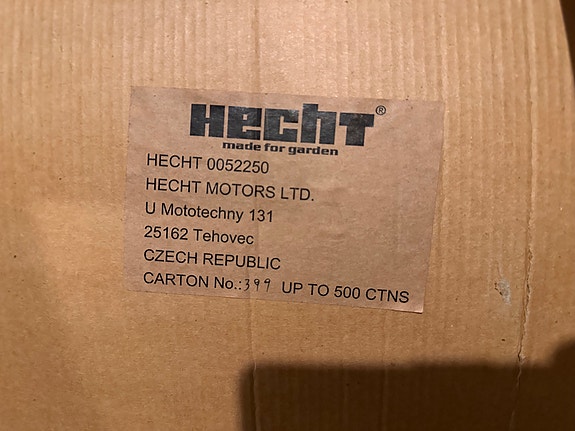 HECHT®
made for garden
HECHT 0052250
HECHT MOTORS LTD.
U Mototechny 131
25162 Tehovec
CZECH REPUBLIC
CARTON No.:399 UP TO 500 CTNS